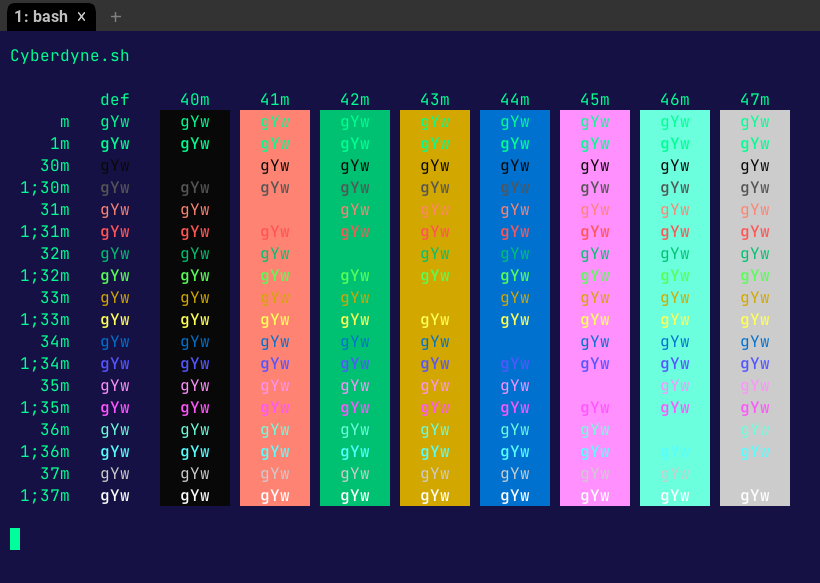 1: bash × +
Cyberdyne.sh
def 40m 41m 42m 43m 44m 45m 46m 47m
m gYw gYw gYw gYw gYw gYw gYw gYw gYw
1m gYw gYw gYw gYw gYw gYw gYw gYw gYw
30m gYw gYw gYw gYw gYw gYw gYw gYw
1;30m gYw gYw gYw gYw gYw gYw gYw gYw gYw
31m gYw gYw gYw gYw gYw gYw gYw gYw
1;31m gYw gYw gYw gYw gYw gYw gYw gYw gYw
32m gYw gYw gYw gYw gYw gYw gYw gYw
1;32m gYw gYw gYw gYw gYw gYw gYw gYw gYw
33m gYw gYw gYw gYw gYw gYw gYw gYw
1;33m gYw gYw gYw gYw gYw gYw gYw gYw gYw
34m gYw gYw gYw gYw gYw gYw gYw gYw
1;34m gYw gYw gYw gYw gYw gYw gYw gYw gYw
35m gYw gYw gYw gYw gYw gYw gYw gYw
1;35m gYw gYw gYw gYw gYw gYw gYw gYw gYw
36m gYw gYw gYw gYw gYw gYw gYw gYw
1;36m gYw gYw gYw gYw gYw gYw gYw gYw gYw
37m gYw gYw gYw gYw gYw gYw gYw gYw
1;37m gYw gYw gYw gYw gYw gYw gYw gYw gYw